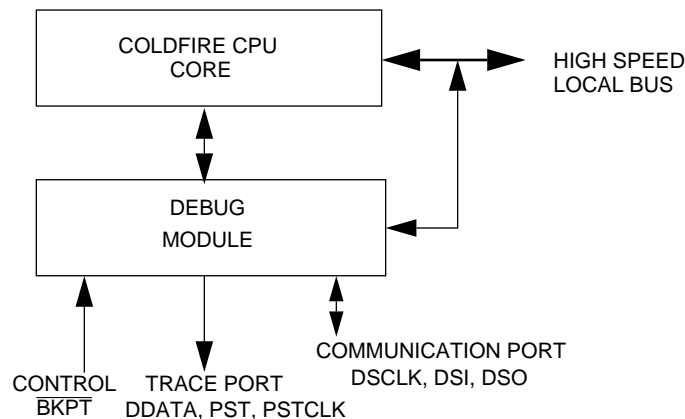 COLDFIRE CPU
CORE
HIGH SPEED
LOCAL BUS
DEBUG
MODULE
CONTROL
BKPT
TRACE PORT
DDATA, PST, PSTCLK
COMMUNICATION PORT
DSCLK, DSI, DSO